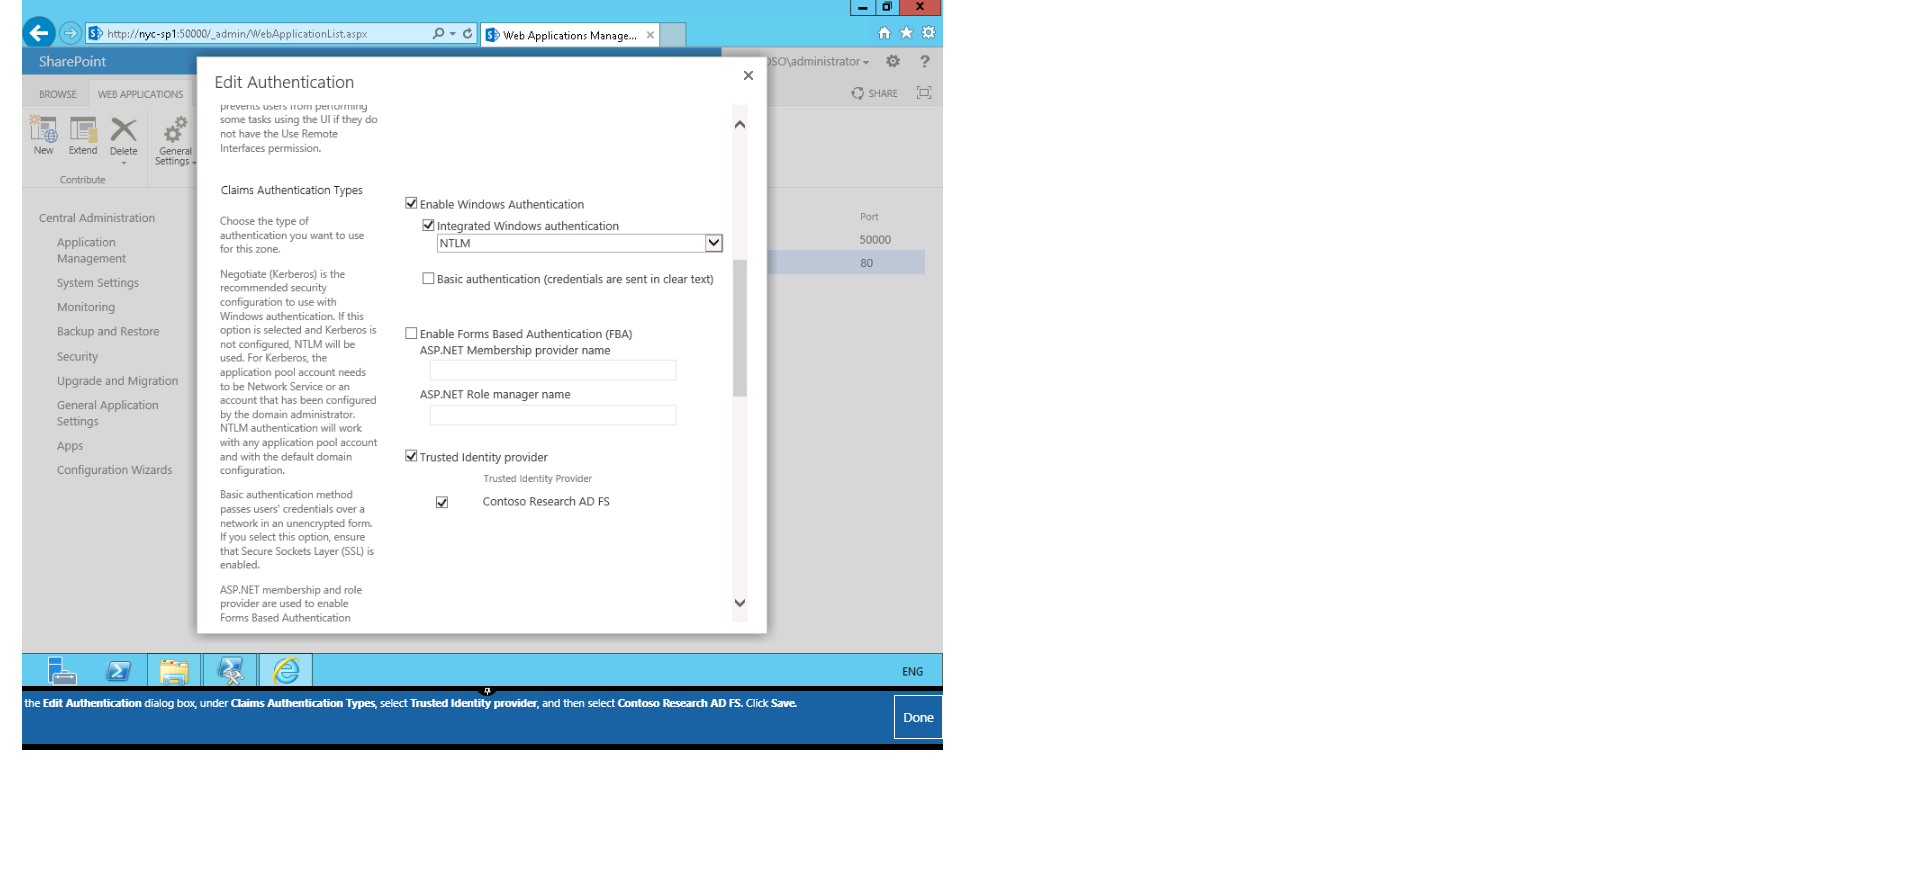 http://nyc-sp1:50000/_admin/WebApplicationList.aspx
Web Applications Manage...
SharePoint
OSO\administrator
?
BROWSE
WEB APPLICATIONS
SHARE
New
Extend
Delete
General
Settings
Contribute
Central Administration
Application
Management
System Settings
Monitoring
Backup and Restore
Security
Upgrade and Migration
General Application
Settings
Apps
Configuration Wizards
Edit Authentication
prevents users from performing
some tasks using the UI if they do
not have the Use Remote
Interfaces permission.
Claims Authentication Types
Choose the type of
authentication you want to use
for this zone.
Negotiate (Kerberos) is the
recommended security
configuration to use with
Windows authentication. If this
option is selected and Kerberos is
not configured, NTLM will be
used. For Kerberos, the
application pool account needs
to be Network Service or an
account that has been configured
by the domain administrator.
NTLM authentication will work
with any application pool account
and with the default domain
configuration.
Basic authentication method
passes users' credentials over a
network in an unencrypted form.
If you select this option, ensure
that Secure Sockets Layer (SSL) is
enabled.
ASP.NET membership and role
provider are used to enable
Forms Based Authentication
Enable Windows Authentication
Integrated Windows authentication
NTLM
Basic authentication (credentials are sent in clear text)
Enable Forms Based Authentication (FBA)
ASP.NET Membership provider name
ASP.NET Role manager name
Trusted Identity provider
Trusted Identity Provider
Contoso Research AD FS
Port
50000
80
ENG
the Edit Authentication dialog box, under Claims Authentication Types, select Trusted Identity provider, and then select Contoso Research AD FS. Click Save.
Done